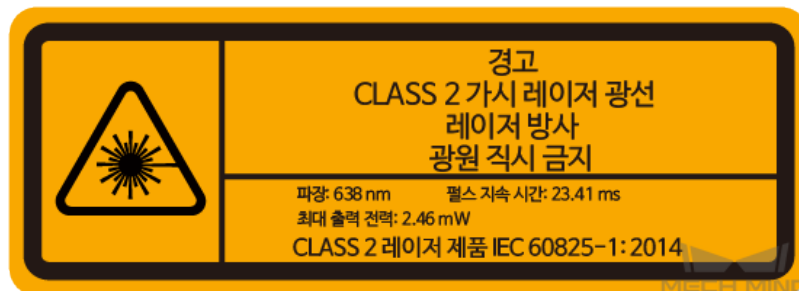 경고
CLASS 2 가시 레이저 광선
레이저 방사
광원 직시 금지
파장: 638 nm 펄스 지속 시간: 23.41 ms
최대 출력 전력: 2.46 mW
CLASS 2 레이저 제품 IEC 60825-1: 2014
MECH MIND